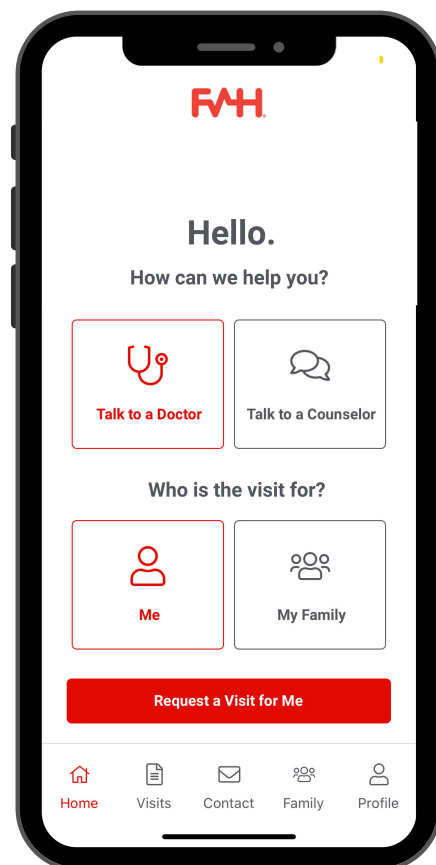 FAH
Hello.
How can we help you?
Talk to a Doctor
Talk to a Counselor
Who is the visit for?
Me
My Family
Request a Visit for Me
Home
Visits
Contact
Family
Profile